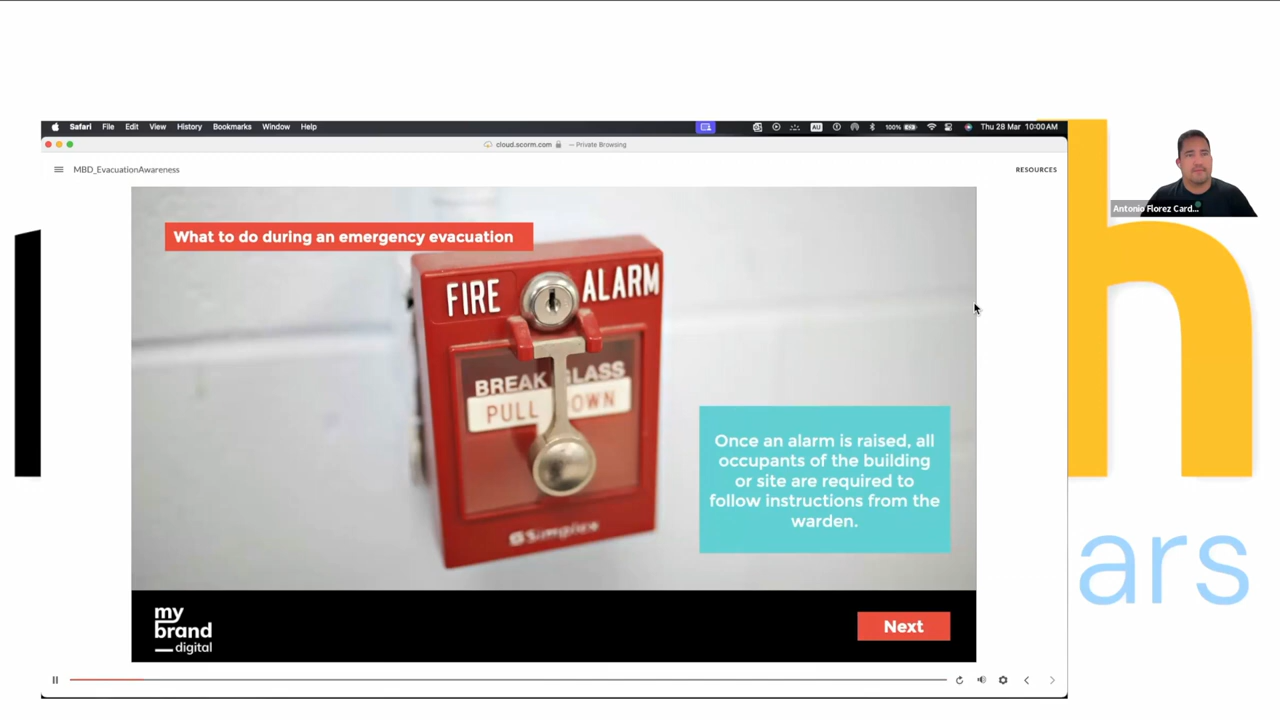 Safari File Edit View History Bookmarks Window Help
AU
100%
Thu 28 Mar 10:00 AM
cloud.scorm.com — Private Browsing
MBD_EvacuationAwareness
RESOURCES
Antonio Florez Card...
What to do during an emergency evacuation
FIRE ALARM
BREAK GLASS
PULL DOWN
Simplex
Once an alarm is raised, all
occupants of the building
or site are required to
follow instructions from the
warden.
h
ars
my
brand
digital
Next